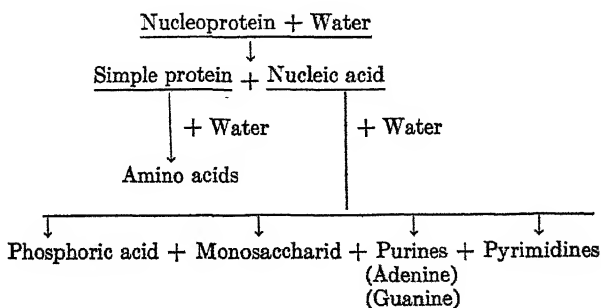 Nucleoprotein + Water
Simple protein + Nucleic acid
+ Water + Water
Amino acids
Phosphoric acid + Monosaccharid + Purines + Pyrimidines
(Adenine)
(Guanine)